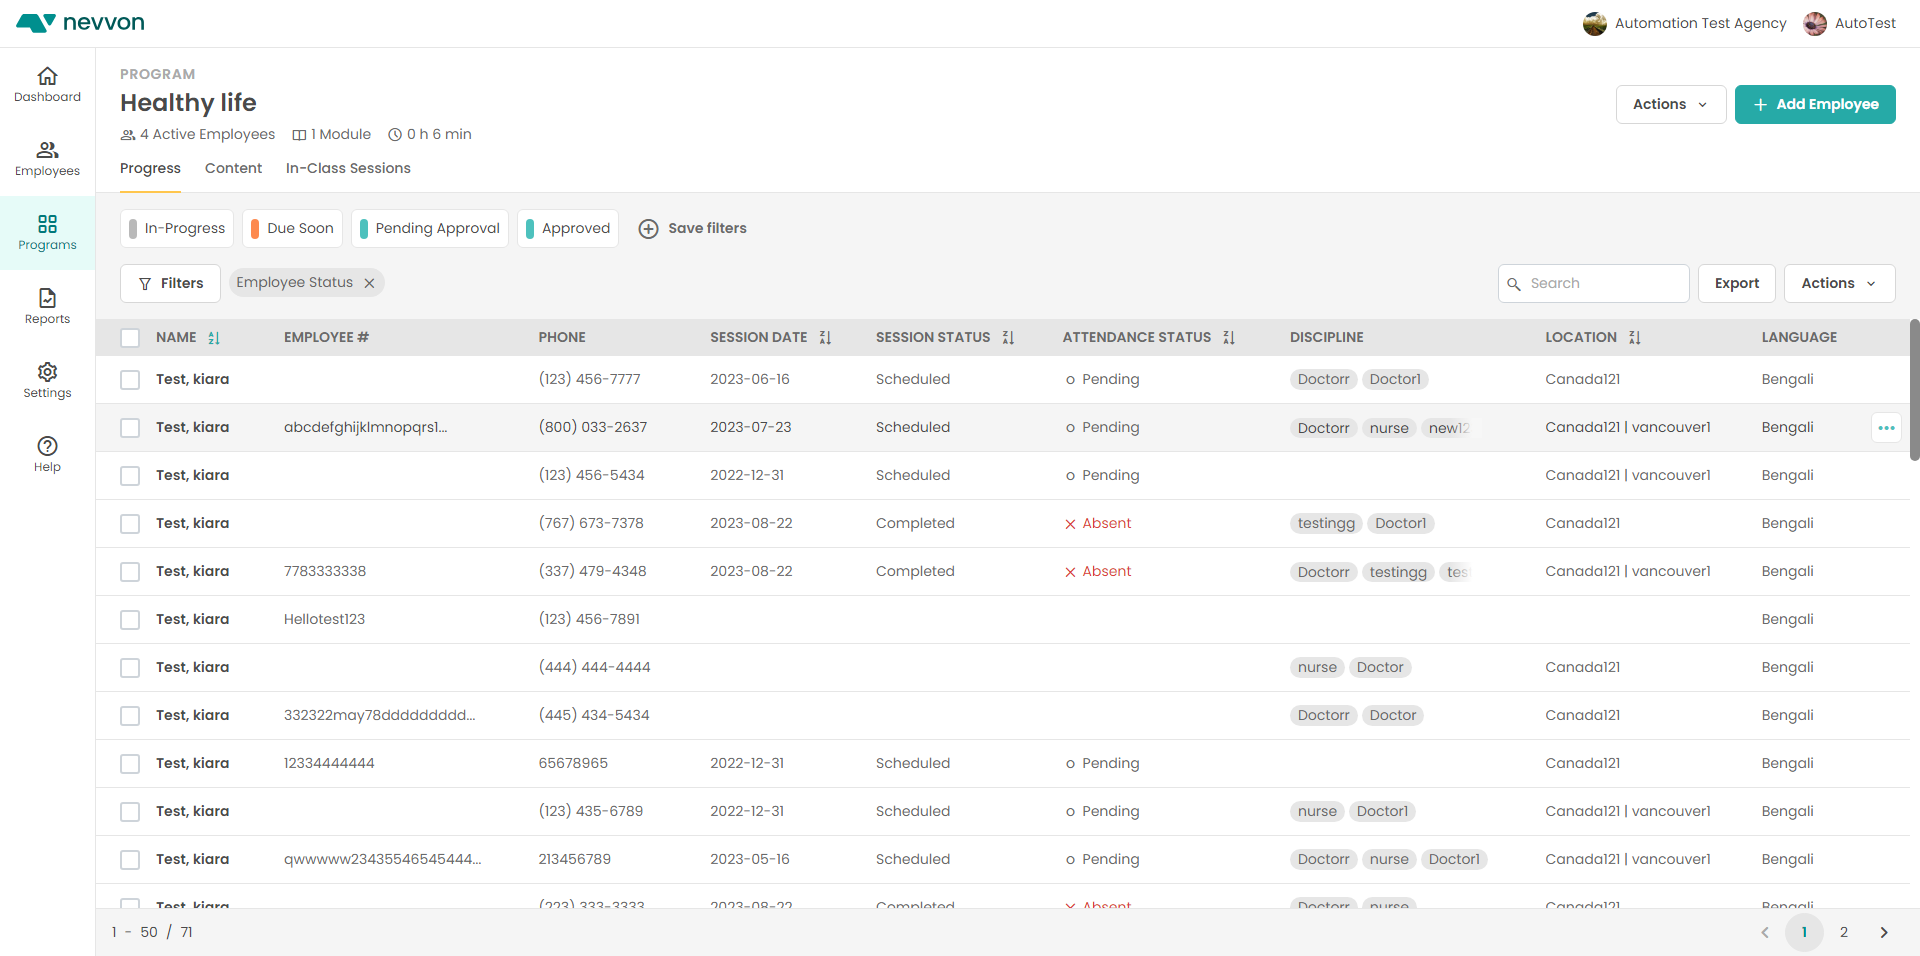 nevvon
Automation Test Agency AutoTest
Dashboard
Employees
Programs
Reports
Settings
Help
PROGRAM
Healthy life
4 Active Employees 1 Module 0 h 6 min
Actions + Add Employee
Progress Content In-Class Sessions
In-Progress Due Soon Pending Approval Approved Save filters
Filters Employee Status Search Export Actions
NAME EMPLOYEE # PHONE SESSION DATE SESSION STATUS ATTENDANCE STATUS DISCIPLINE LOCATION LANGUAGE
Test, kiara (123) 456-7777 2023-06-16 Scheduled Pending Doctorr Doctor1 Canada121 Bengali
Test, kiara abcdefghijklmnopqrs1... (800) 033-2637 2023-07-23 Scheduled Pending Doctorr nurse new12 Canada121 | vancouver1 Bengali
Test, kiara (123) 456-5434 2022-12-31 Scheduled Pending Canada121 | vancouver1 Bengali
Test, kiara (767) 673-7378 2023-08-22 Completed Absent testingg Doctor1 Canada121 Bengali
Test, kiara 7783333338 (337) 479-4348 2023-08-22 Completed Absent Doctorr testingg tes Canada121 | vancouver1 Bengali
Test, kiara Hellotest123 (123) 456-7891 Bengali
Test, kiara (444) 444-4444 nurse Doctor Canada121 Bengali
Test, kiara 332322may78ddddddddd... (445) 434-5434 Doctorr Doctor Canada121 Bengali
Test, kiara 12334444444 65678965 2022-12-31 Scheduled Pending Canada121 Bengali
Test, kiara (123) 435-6789 2022-12-31 Scheduled Pending nurse Doctor1 Canada121 | vancouver1 Bengali
Test, kiara qwwwww23435546545444... 213456789 2023-05-16 Scheduled Pending Doctorr nurse Doctor1 Canada121 | vancouver1 Bengali
Test, kiara (223) 333-3333 2023-08-22 Completed Absent Doctorr nurse Canada121 Bengali
1 - 50 / 71
1 2